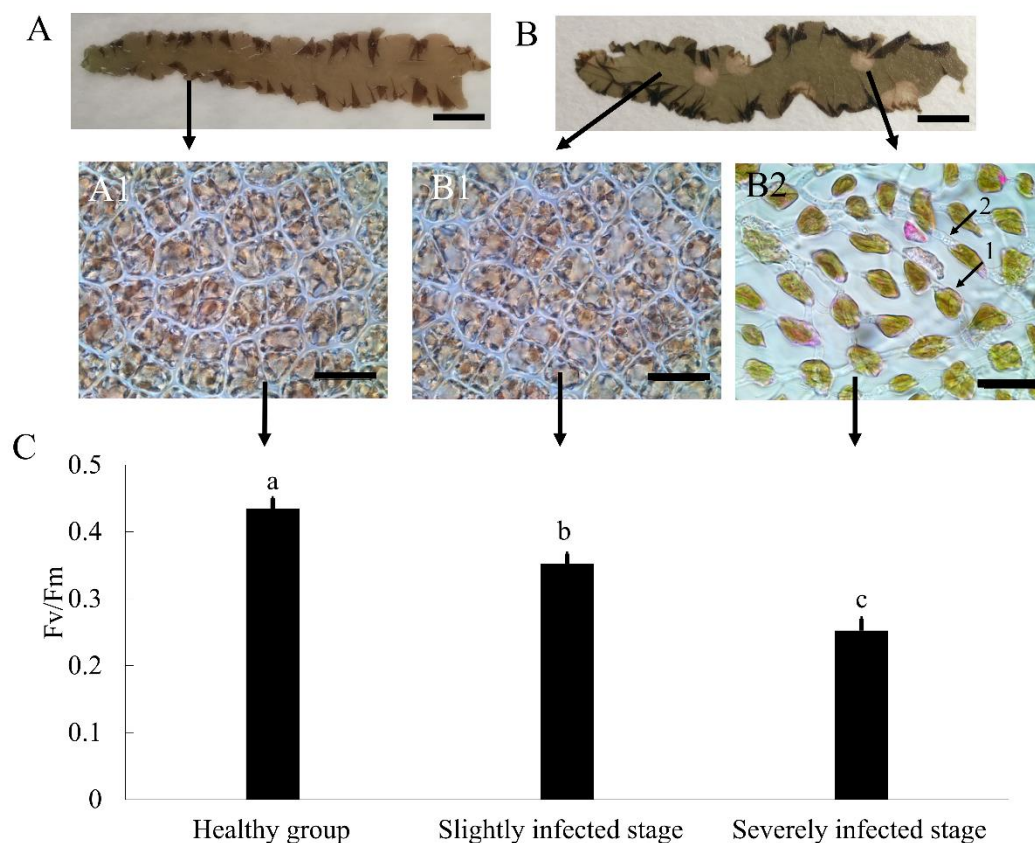 A
B
A1
B1
B2
2
1
C
0.5
0.4
0.3
0.2
0.1
0
Fv/Fm
a
b
c
Healthy group
Slightly infected stage
Severely infected stage